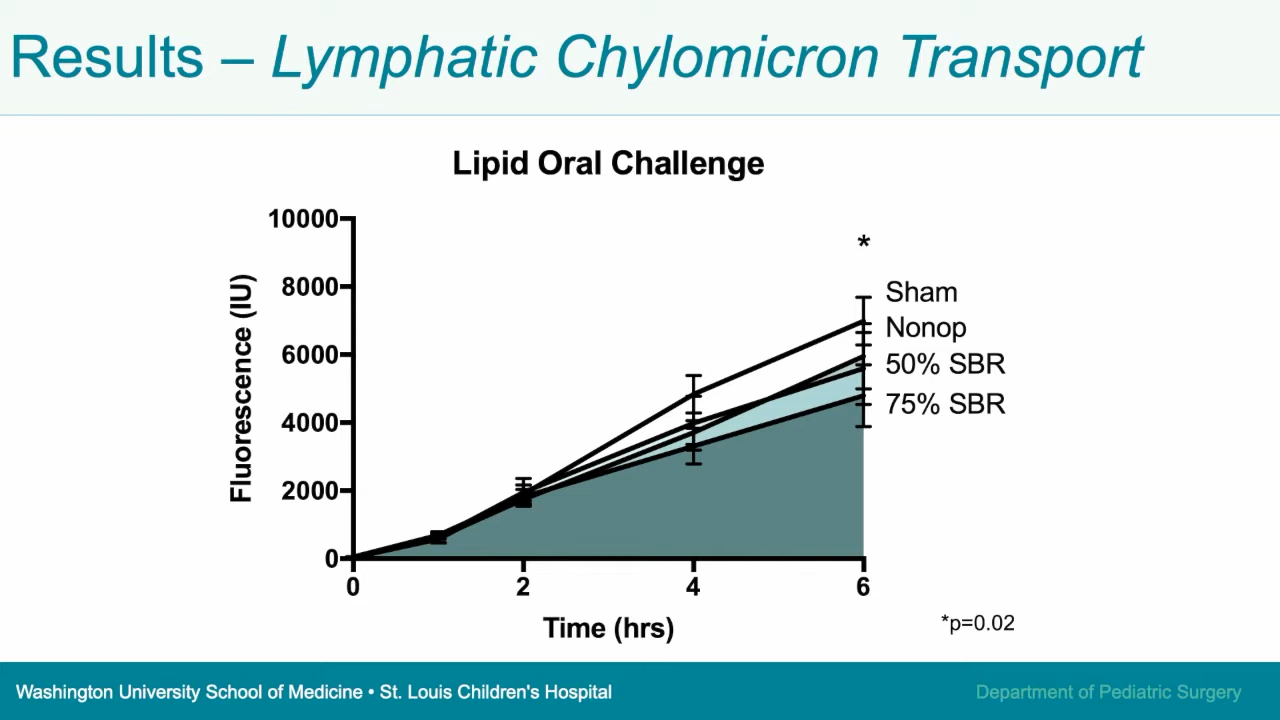 Results – Lymphatic Chylomicron Transport
Lipid Oral Challenge
Fluorescence (IU)
10000
8000
6000
4000
2000
0
*
Sham
Nonop
50% SBR
75% SBR
0 2 4 6
Time (hrs)
*p=0.02
Washington University School of Medicine • St. Louis Children's Hospital
Department of Pediatric Surgery